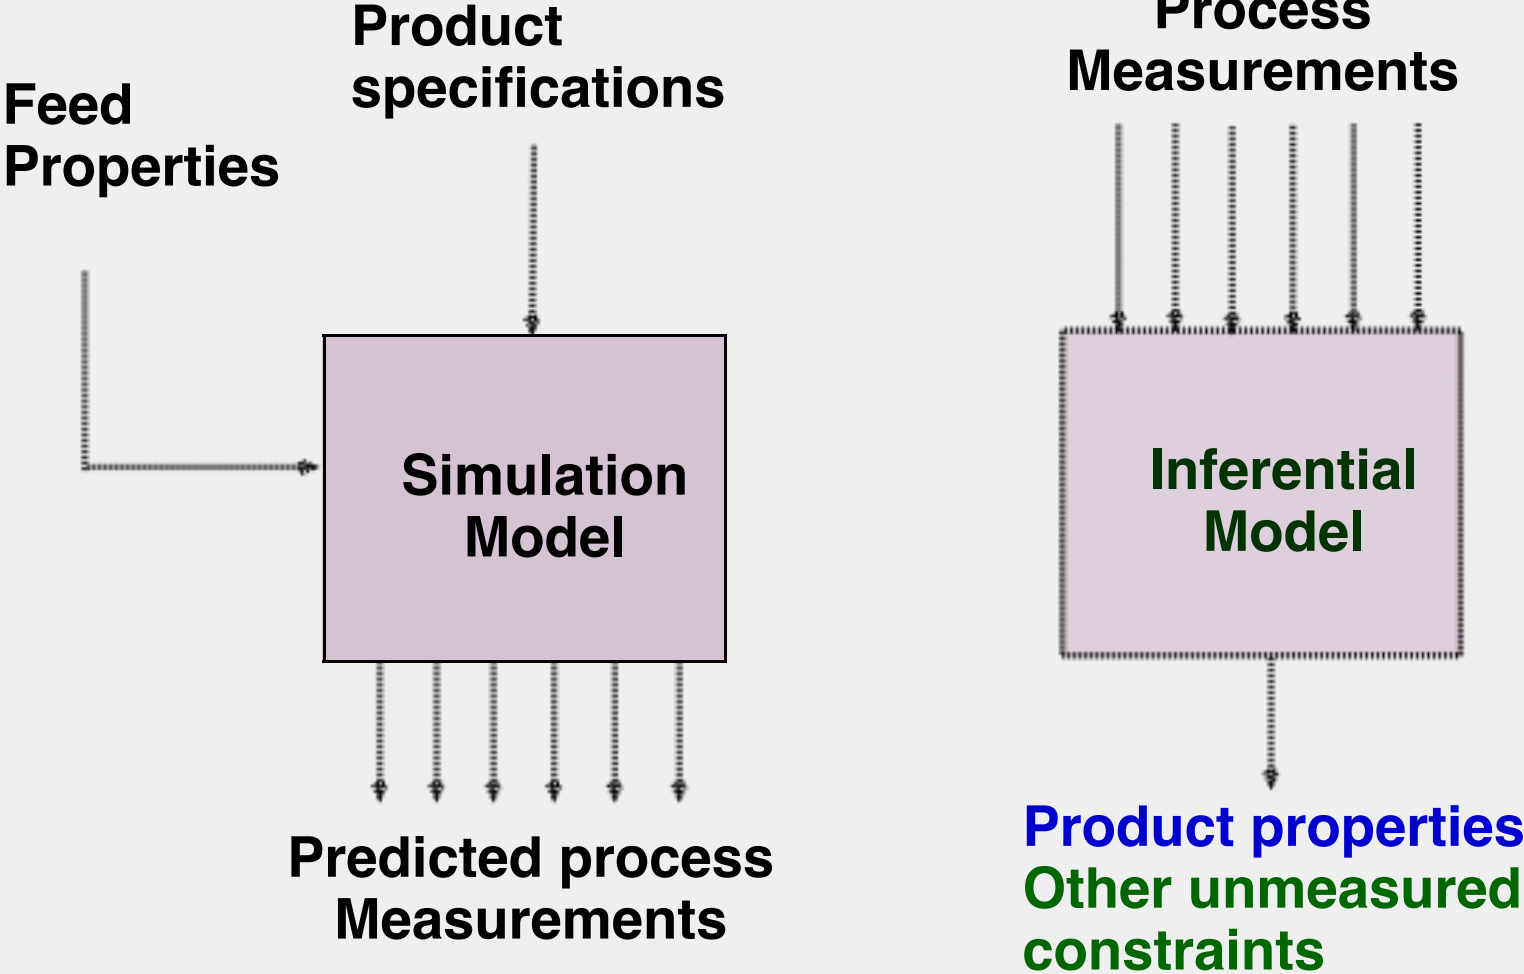 Product
specifications
Feed
Properties
Simulation
Model
Predicted process
Measurements
Process
Measurements
Inferential
Model
Product properties
Other unmeasured
constraints